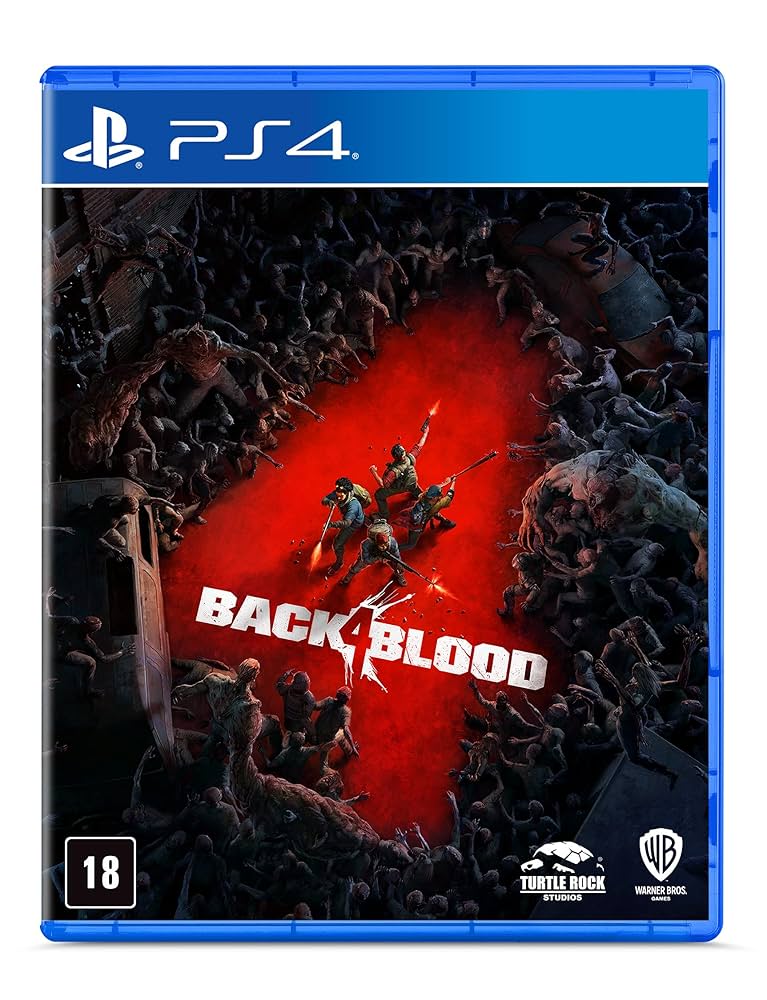 PS4
BACK4BLOOD
18
TURTLE ROCK
STUDIOS
WB
WARNER BROS.
GAMES